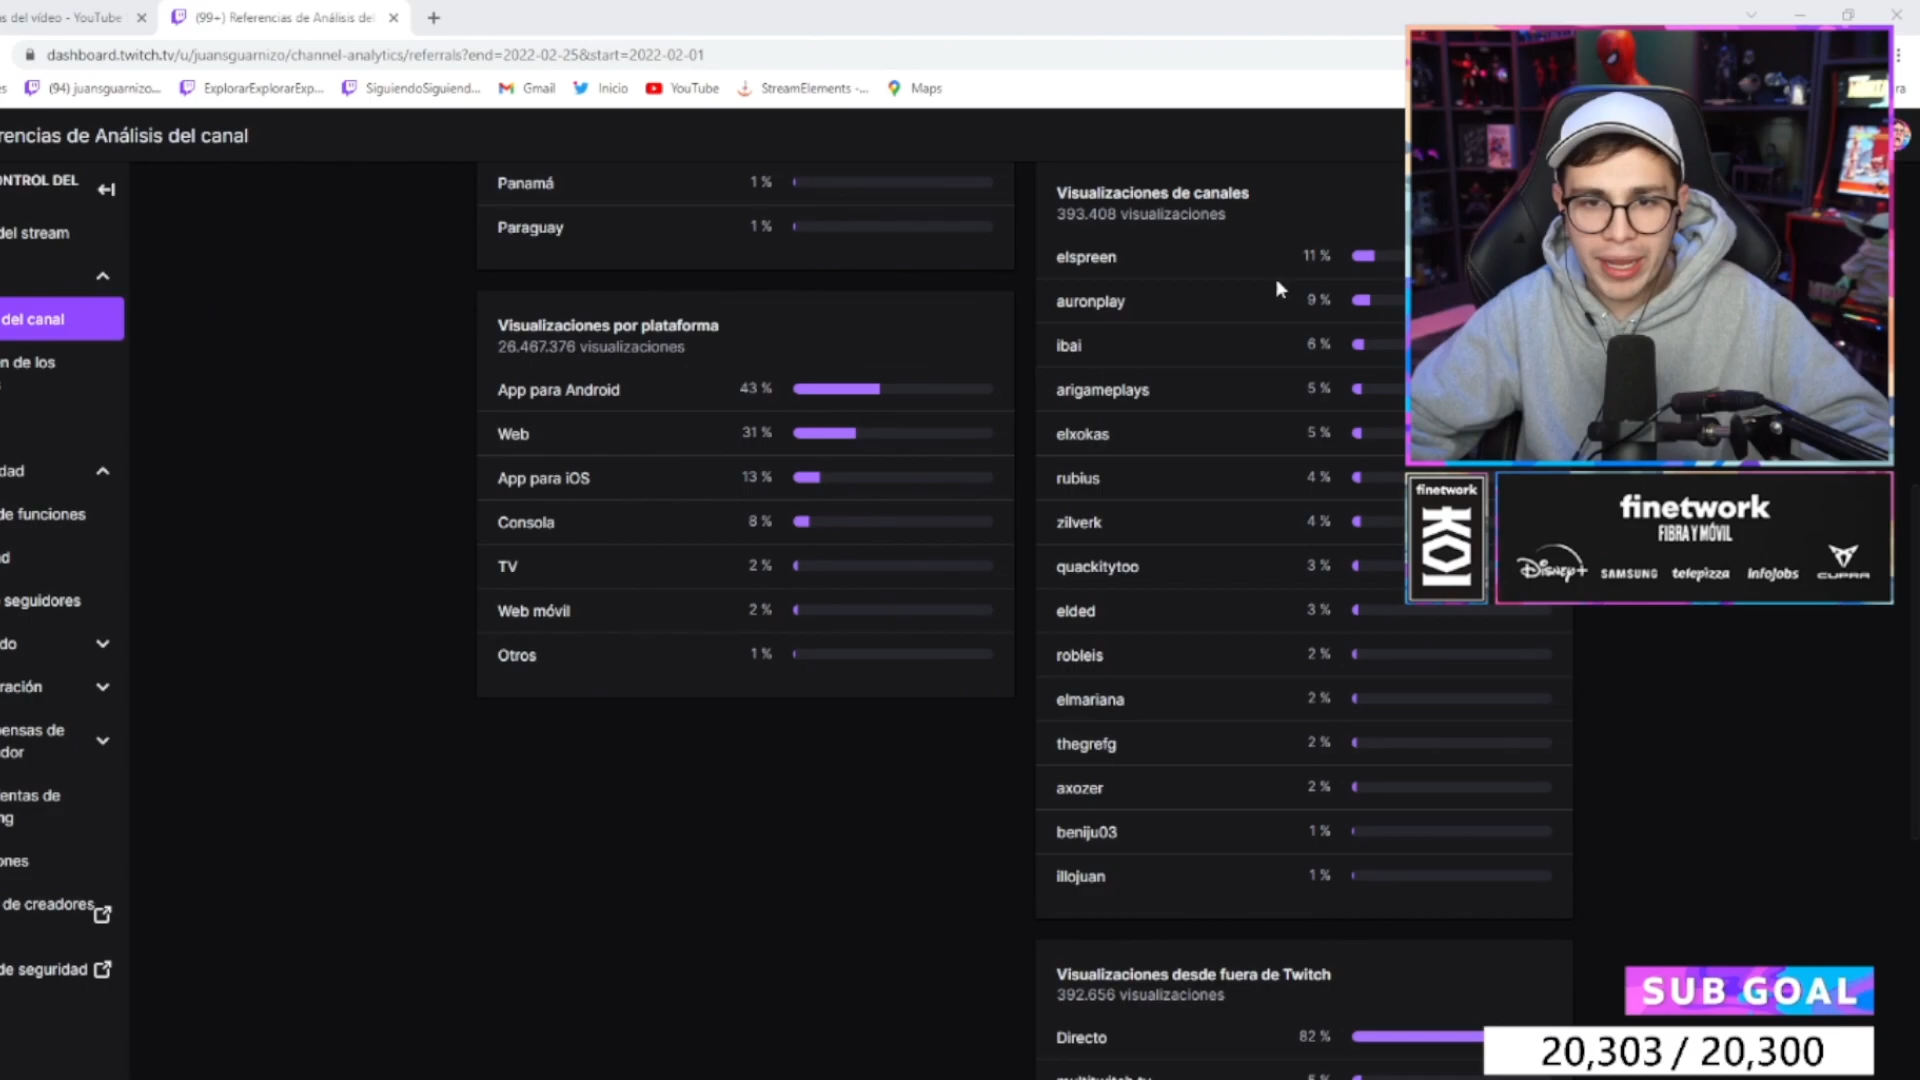 s del vídeo - YouTube
(99+) Referencias de Análisis del
dashboard.twitch.tv/u/juansguarnizo/channel-analytics/referrals?end=2022-02-25&start=2022-02-01
(94) juansguarnizo...
ExplorarExplorarExp...
SiguiendoSiguiend...
Gmail
Inicio
YouTube
StreamElements -...
Maps
rencias de Análisis del canal
ONTROL DEL
del stream
del canal
n de los
dad
de funciones
d
seguidores
do
ración
pensas de
dor
entas de
ng
ones
de creadores
de seguridad
Panamá 1 %
Paraguay 1 %
Visualizaciones por plataforma
26.467.376 visualizaciones
App para Android 43 %
Web 31 %
App para iOS 13 %
Consola 8 %
TV 2 %
Web móvil 2 %
Otros 1 %
Visualizaciones de canales
393.408 visualizaciones
elspreen 11 %
auronplay 9 %
ibai 6 %
arigameplays 5 %
elxokas 5 %
rubius 4 %
zilverk 4 %
quackitytoo 3 %
elded 3 %
robleis 2 %
elmariana 2 %
thegrefg 2 %
axozer 2 %
beniju03 1 %
illojuan 1 %
Visualizaciones desde fuera de Twitch
392.656 visualizaciones
Directo 82 %
finetwork
KOI
finetwork
FIBRA Y MÓVIL
Disney+ SAMSUNG telepizza InfoJobs CUPRA
SUB GOAL
20,303 / 20,300